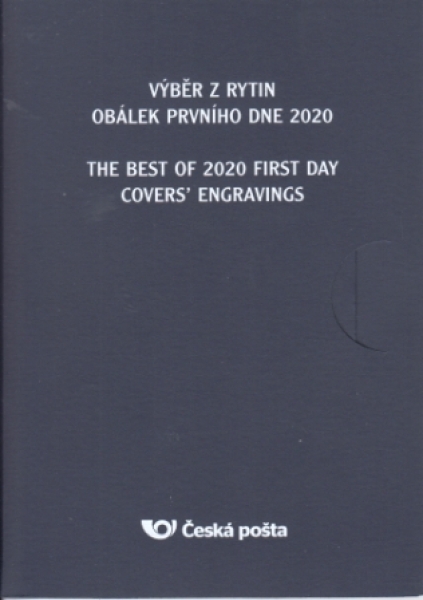 VÝBĚR Z RYTIN
OBÁLEK PRVNÍHO DNE 2020
THE BEST OF 2020 FIRST DAY
COVERS' ENGRAVINGS
Česká pošta